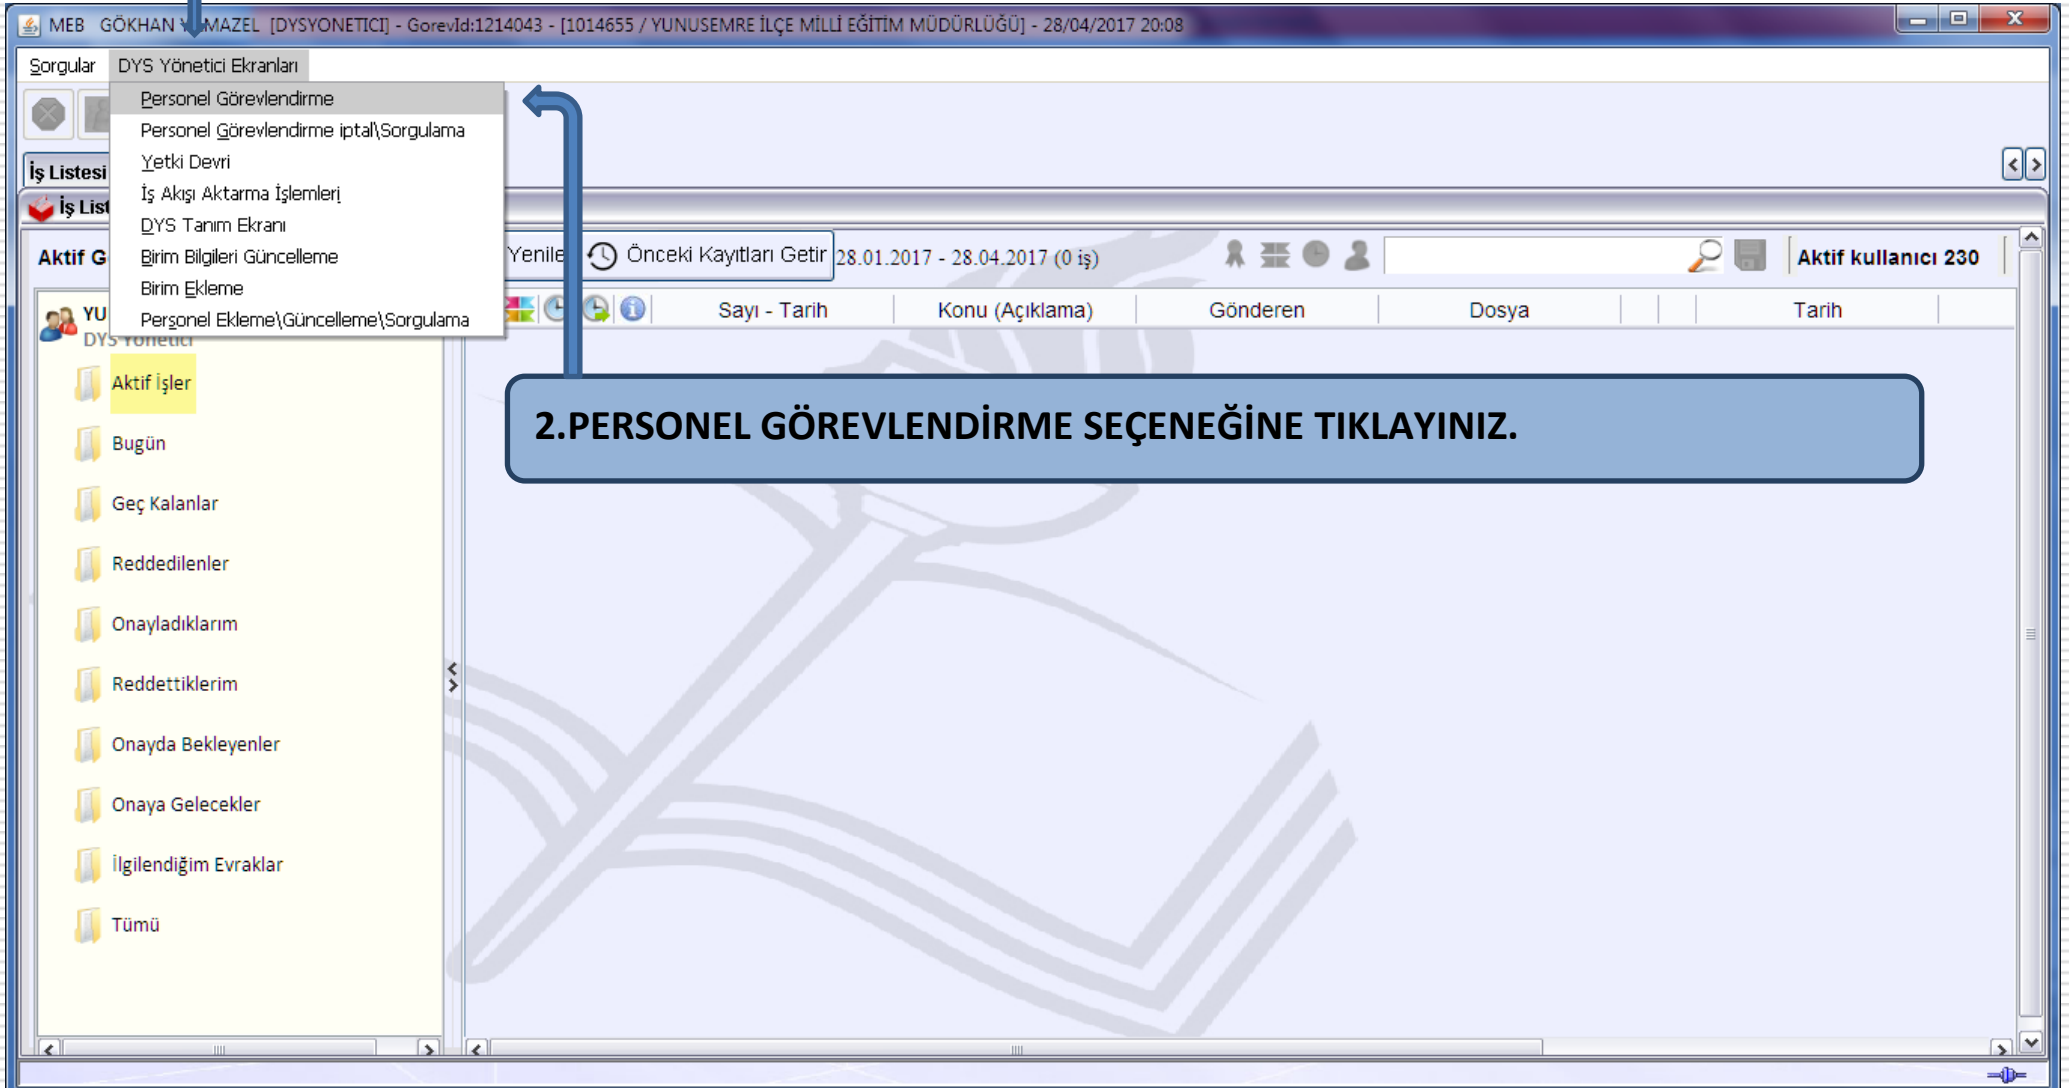 MEB GÖKHAN MAZEL [DYSYONETICI] - GorevId:1214043 - [1014655 / YUNUSEMRE İLÇE MİLLİ EĞİTİM MÜDÜRLÜĞÜ] - 28/04/2017 20:08
Sorgular DYS Yönetici Ekranları
Personel Görevlendirme
Personel Görevlendirme iptal\Sorgulama
Yetki Devri
İş Akışı Aktarma İşlemleri
DYS Tanım Ekranı
Birim Bilgileri Güncelleme
Birim Ekleme
Personel Ekleme\Güncelleme\Sorgulama
İş Listesi
İş List
Aktif G Yenile Önceki Kayıtları Getir 28.01.2017 - 28.04.2017 (0 iş) Aktif kullanıcı 230
YU
DYS Yönetici
Sayı - Tarih Konu (Açıklama) Gönderen Dosya Tarih
Aktif İşler
Bugün
Geç Kalanlar
Reddedilenler
Onayladıklarım
Reddettiklerim
Onayda Bekleyenler
Onaya Gelecekler
İlgilendiğim Evraklar
Tümü
2.PERSONEL GÖREVLENDİRME SEÇENEĞİNE TIKLAYINIZ.